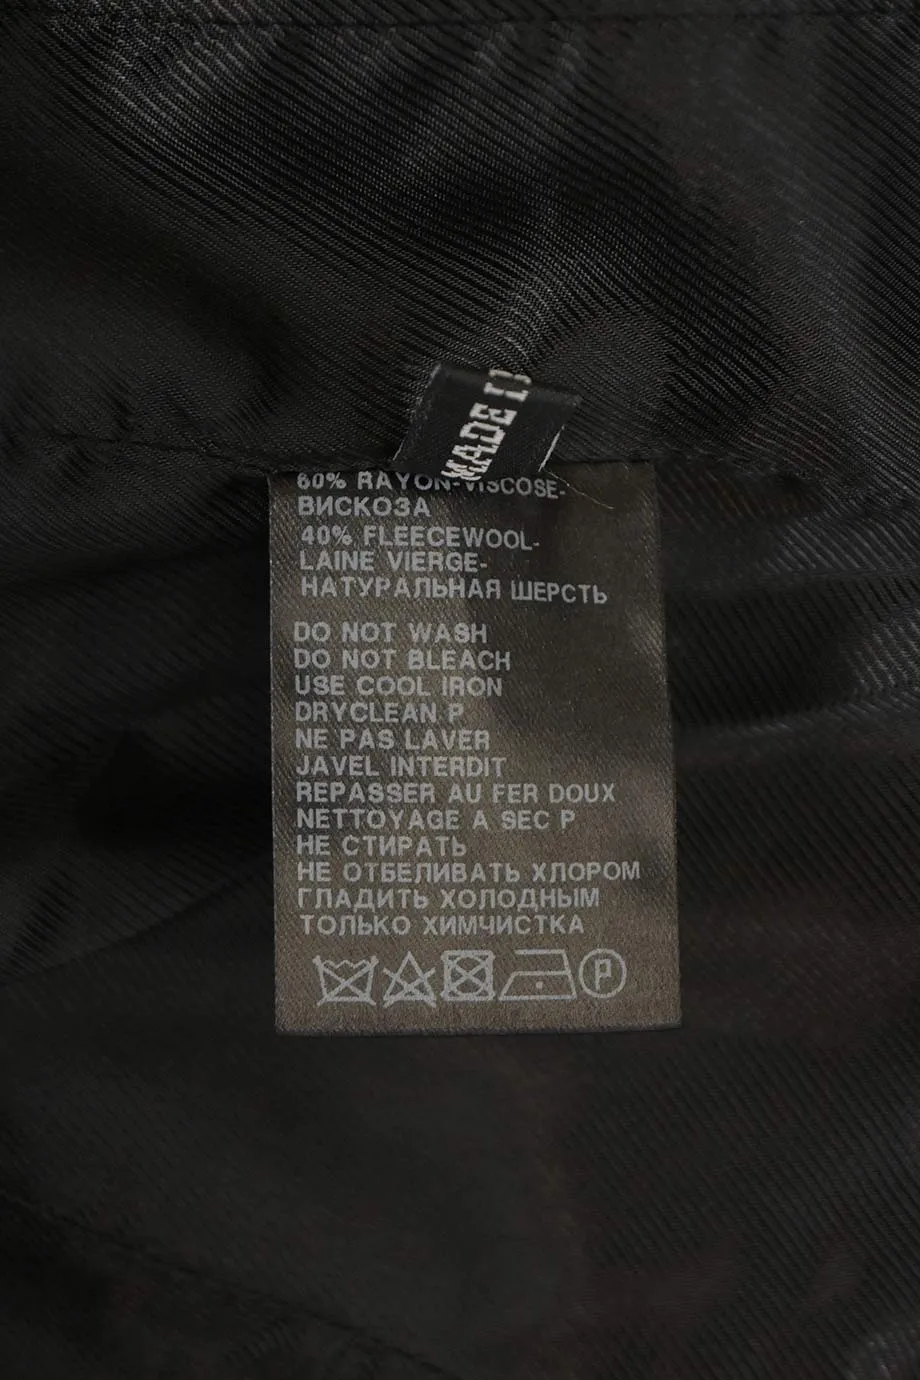 MADE
60% RAYON-VISCOSE-
ВИСКОЗА
40% FLEECEWOOL-
LAINE VIERGE-
НАТУРАЛЬНАЯ ШЕРСТЬ
DO NOT WASH
DO NOT BLEACH
USE COOL IRON
DRYCLEAN P
NE PAS LAVER
JAVEL INTERDIT
REPASSER AU FER DOUX
NETTOYAGE A SEC P
НЕ СТИРАТЬ
НЕ ОТБЕЛИВАТЬ ХЛОРОМ
ГЛАДИТЬ ХОЛОДНЫМ
ТОЛЬКО ХИМЧИСТКА
P